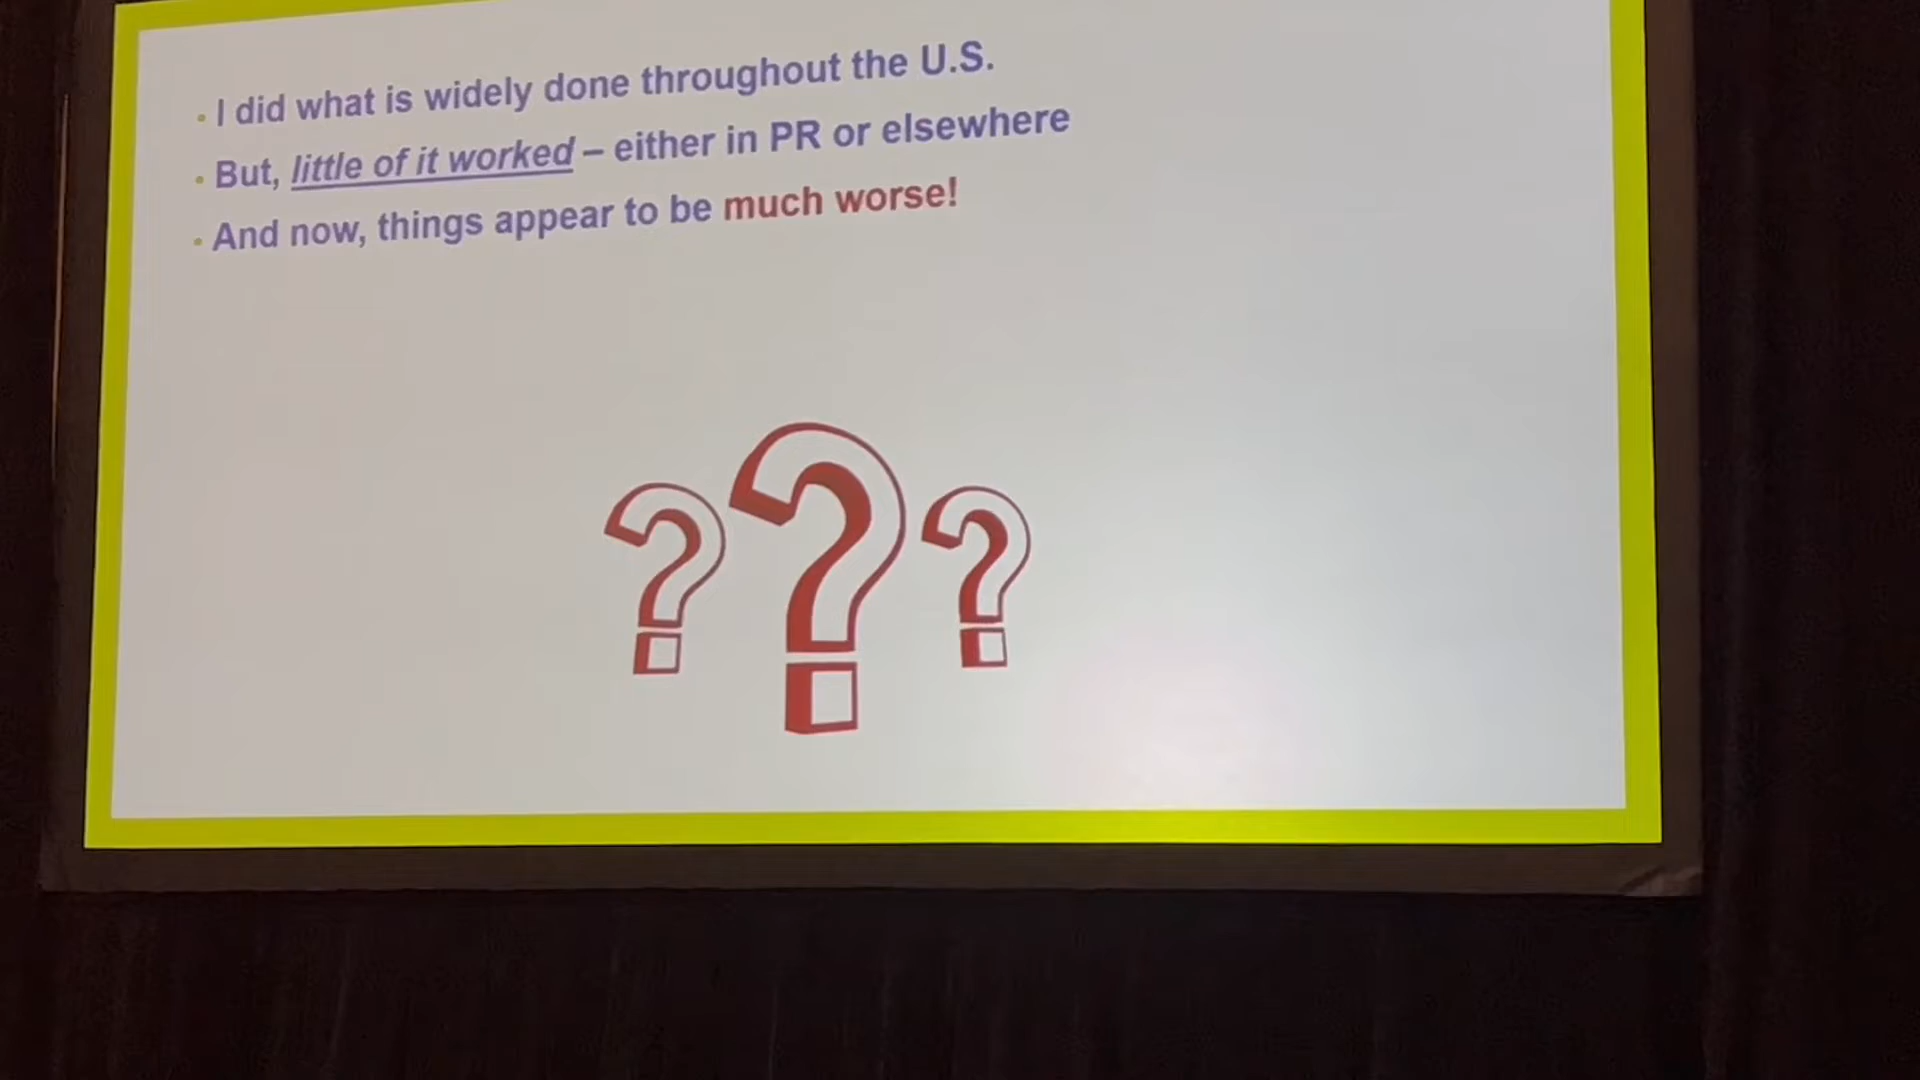 • I did what is widely done throughout the U.S.
• But, little of it worked – either in PR or elsewhere
• And now, things appear to be much worse!
? ? ?